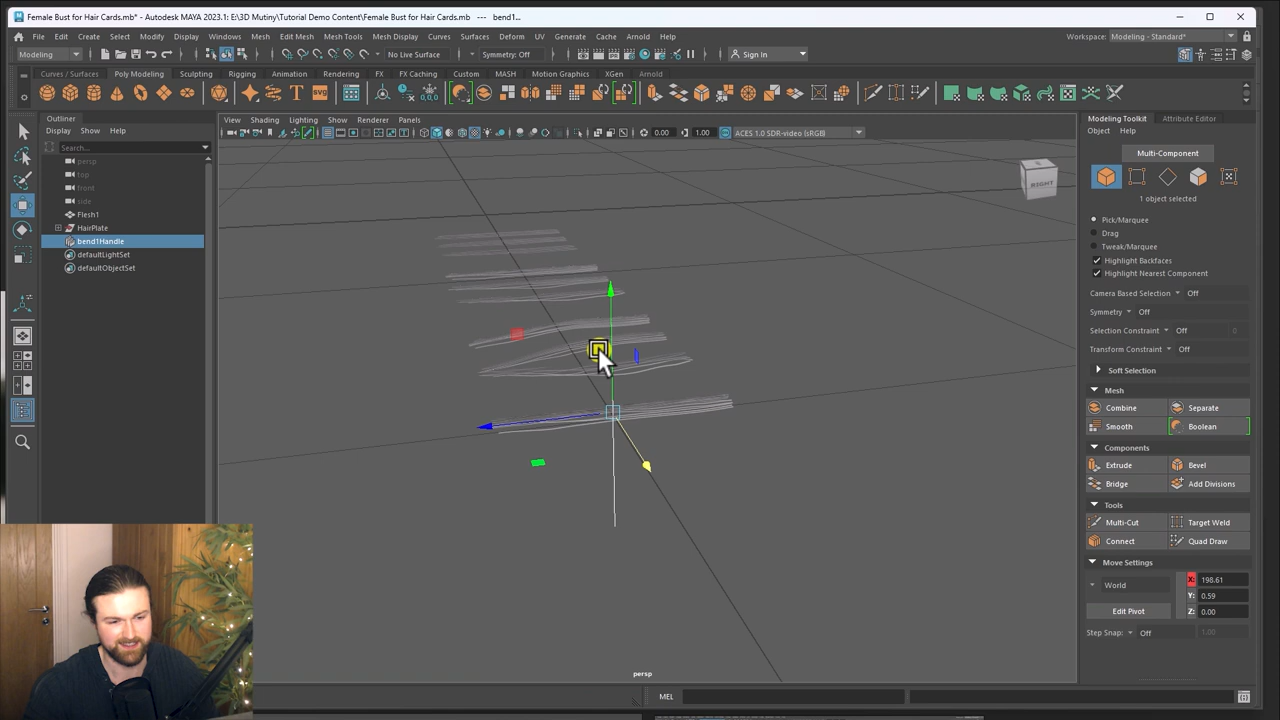 Female Bust for Hair Cards.mb* - Autodesk MAYA 2023.1: E:\3D Mutiny\Tutorial Demo Content\Female Bust for Hair Cards.mb --- bend1...
File Edit Create Select Modify Display Windows Mesh Edit Mesh Mesh Tools Mesh Display Curves Surfaces Deform UV Generate Cache Arnold Help
Workspace: Modeling - Standard*
Modeling
No Live Surface
Symmetry: Off
Sign In
Curves / Surfaces Poly Modeling Sculpting Rigging Animation Rendering FX FX Caching Custom MASH Motion Graphics XGen Arnold
Outliner
Display Show Help
Search...
persp
top
front
side
Flesh1
HairPlate
bend1Handle
defaultLightSet
defaultObjectSet
View Shading Lighting Show Renderer Panels
0.00
1.00
ACES 1.0 SDR-video (sRGB)
RIGHT
persp
Modeling Toolkit Attribute Editor
Object Help
Multi-Component
1 object selected
Pick/Marquee
Drag
Tweak/Marquee
Highlight Backfaces
Highlight Nearest Component
Camera Based Selection Off
Symmetry Off
Selection Constraint Off
Transform Constraint Off
Soft Selection
Mesh
Combine Separate
Smooth Boolean
Components
Extrude Bevel
Bridge Add Divisions
Tools
Multi-Cut Target Weld
Connect Quad Draw
Move Settings
World
X: 198.61
Y: 0.59
Edit Pivot
Z: 0.00
Step Snap: Off 1.00
MEL